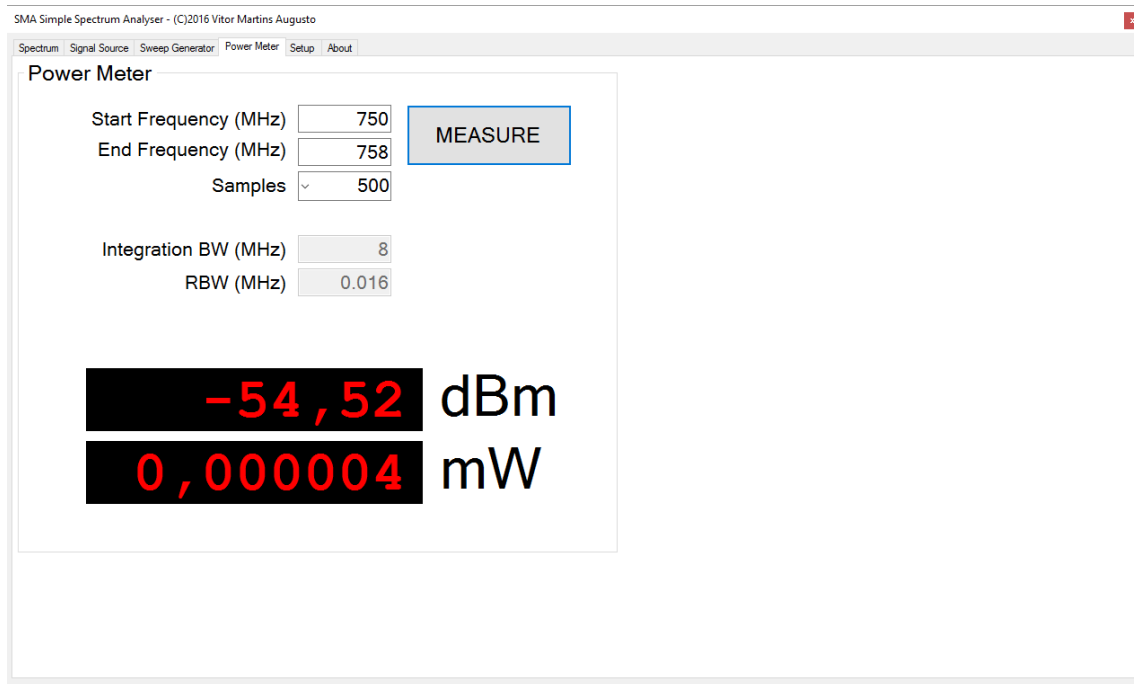 SMA Simple Spectrum Analyser - (C)2016 Vitor Martins Augusto
x
Spectrum Signal Source Sweep Generator Power Meter Setup About
Power Meter
Start Frequency (MHz) 750
MEASURE
End Frequency (MHz) 758
Samples 500
Integration BW (MHz) 8
RBW (MHz) 0.016
-54,52 dBm
0,000004 mW